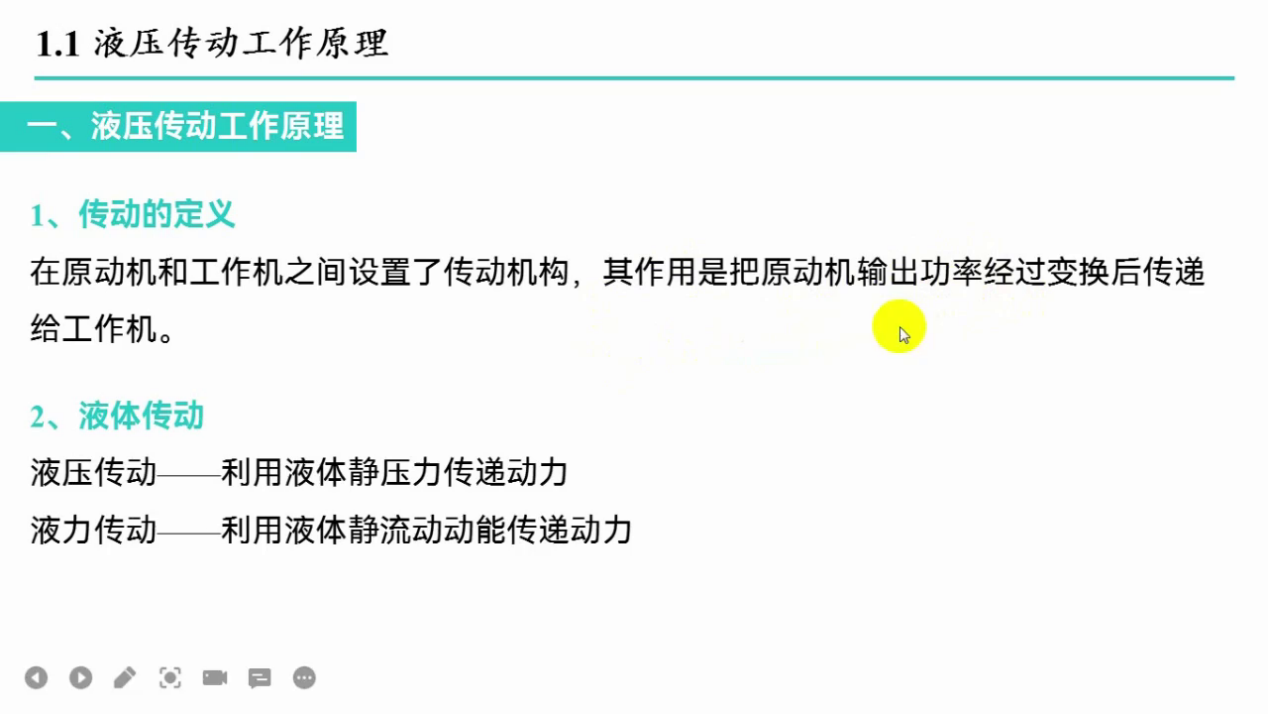 1.1 液压传动工作原理
一、液压传动工作原理
1、传动的定义
在原动机和工作机之间设置了传动机构，其作用是把原动机输出功率经过变换后传递
给工作机。
2、液体传动
液压传动——利用液体静压力传递动力
液力传动——利用液体静流动动能传递动力